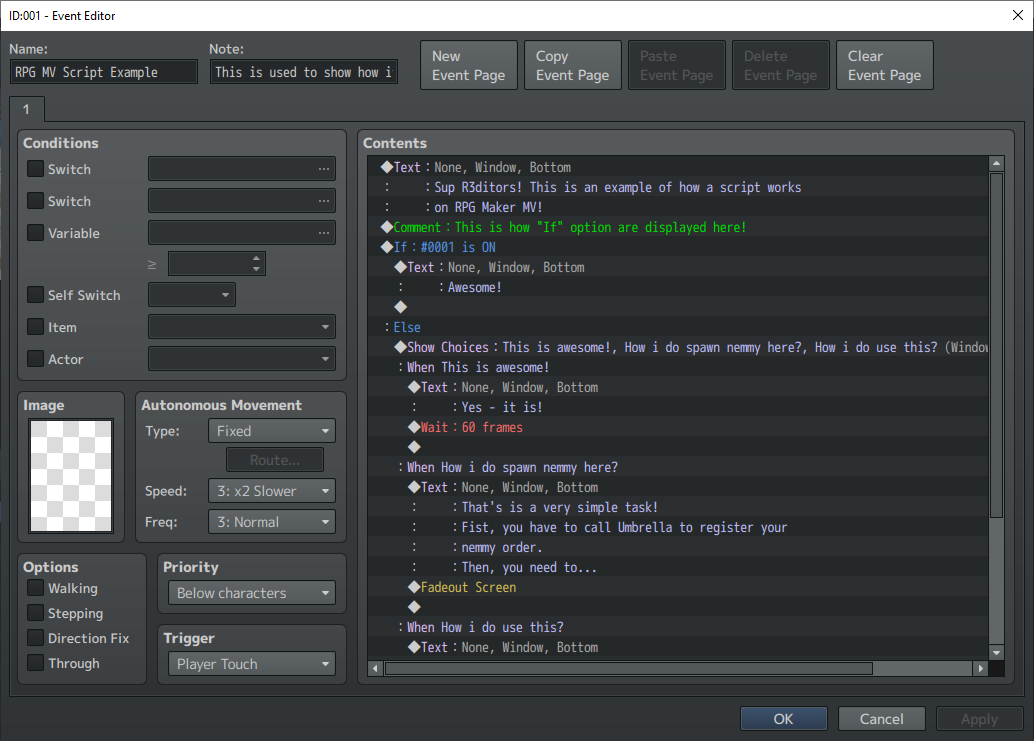 ID:001 - Event Editor
Name:
Note:
RPG MV Script Example
This is used to show how i
New
Event Page
Copy
Event Page
Paste
Event Page
Delete
Event Page
Clear
Event Page
1
Conditions
Switch
...
Switch
...
Variable
...
≥
Self Switch
Item
Actor
Image
Autonomous Movement
Type:
Fixed
Route...
Speed:
3: x2 Slower
Freq:
3: Normal
Options
Walking
Stepping
Direction Fix
Through
Priority
Below characters
Trigger
Player Touch
Contents
◆Text : None, Window, Bottom
:     : Sup R3ditors! This is an example of how a script works
:     : on RPG Maker MV!
◆Comment : This is how "If" option are displayed here!
◆If : #0001 is ON
◆Text : None, Window, Bottom
:     : Awesome!
◆
: Else
◆Show Choices : This is awesome!, How i do spawn nemmy here?, How i do use this? (Window
: When This is awesome!
◆Text : None, Window, Bottom
:     : Yes - it is!
◆Wait : 60 frames
◆
: When How i do spawn nemmy here?
◆Text : None, Window, Bottom
:     : That's is a very simple task!
:     : Fist, you have to call Umbrella to register your
:     : nemmy order.
:     : Then, you need to...
◆Fadeout Screen
◆
: When How i do use this?
◆Text : None, Window, Bottom
OK
Cancel
Apply